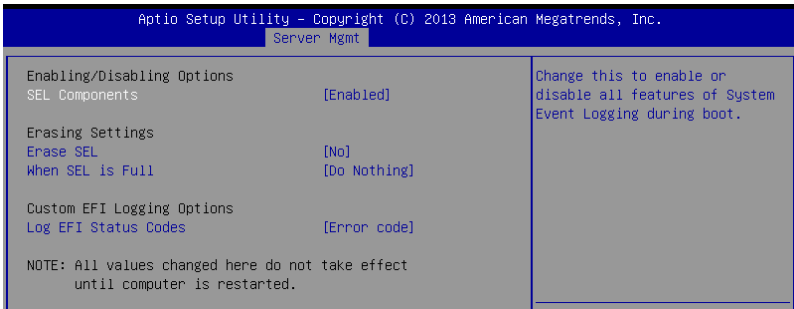 Aptio Setup Utility – Copyright (C) 2013 American Megatrends, Inc.
Server Mgmt
Enabling/Disabling Options
SEL Components [Enabled]
Erasing Settings
Erase SEL [No]
When SEL is Full [Do Nothing]
Custom EFI Logging Options
Log EFI Status Codes [Error code]
NOTE: All values changed here do not take effect
until computer is restarted.
Change this to enable or
disable all features of System
Event Logging during boot.